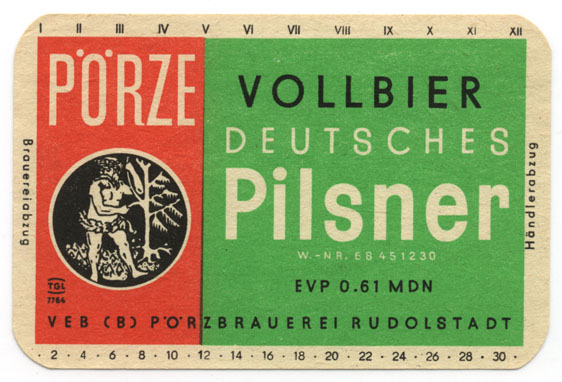 I II III IV V VI VII VIII IX X XI XII
PÖRZE
VOLLBIER
DEUTSCHES
Pilsner
W.-NR. 68451230
EVP 0.61 MDN
TGL
7764
VEB (B) PÖRZBRAUEREI RUDOLSTADT
· 2 · 4 · 6 · 8 · 10 · 12 · 14 · 16 · 18 · 20 · 22 · 24 · 26 · 28 · 30 ·
Brauereiabzug
Händlerabzug